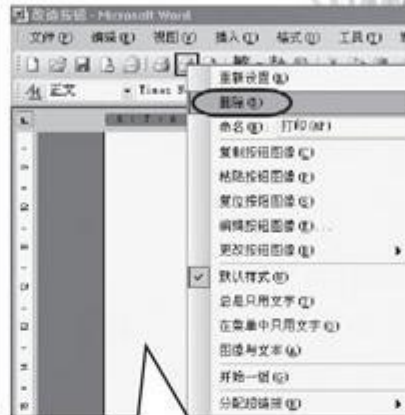 改造按钮 - Microsoft Word
文件(F) 编辑(E) 视图(V) 插入(I) 格式(O) 工具(T)
重新设置(R)
正文 Times N
删除(D)
命名(N): 打印(&P)
复制按钮图像(C)
粘贴按钮图像(P)
复位按钮图像(E)
编辑按钮图像(E)...
更改按钮图像(B)
默认样式(U)
总是只用文字(T)
在菜单中只用文字(O)
图像与文本(A)
开始一组(G)
分配超链接(H)